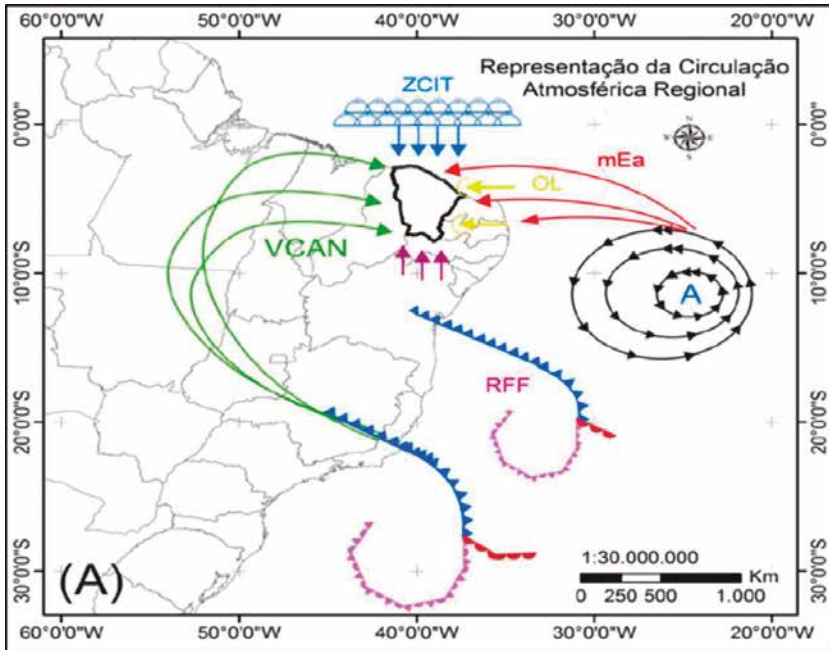 60°0'0"W 50°0'0"W 40°0'0"W 30°0'0"W 20°0'0"W
Representação da Circulação
Atmosférica Regional
ZCIT
N
W E
S
mEa
OL
VCAN
A
RFF
0°0'0"
10°0'0"S
20°0'0"S
30°0'0"S
0°0'0"
10°0'0"S
20°0'0"S
30°0'0"S
(A)
1:30.000.000
Km
0 250 500 1.000
60°0'0"W 50°0'0"W 40°0'0"W 30°0'0"W 20°0'0"W